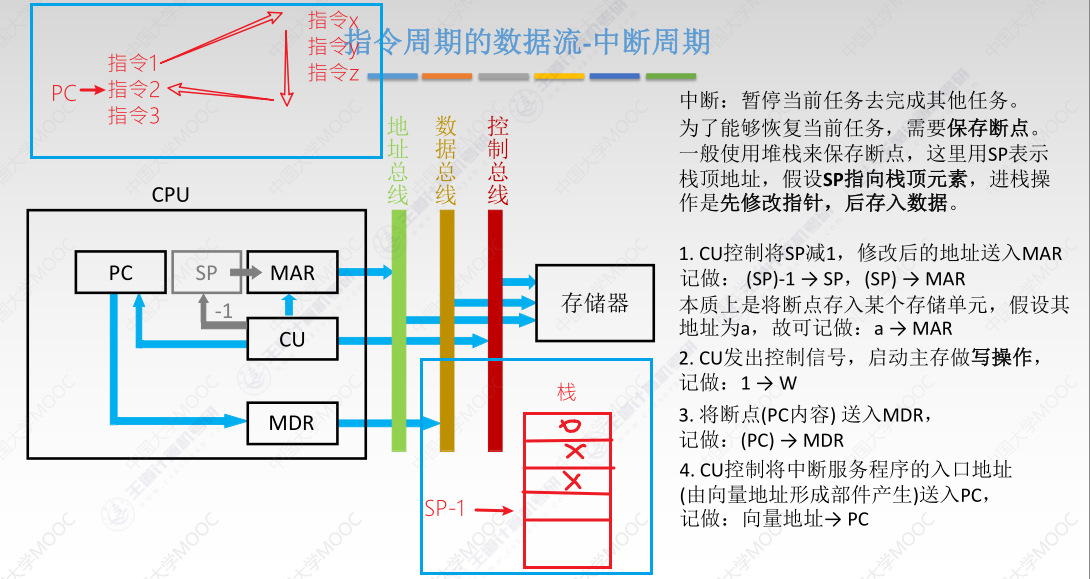 指令周期的数据流-中断周期
指令x
指令y
指令z
指令1
PC
指令2
指令3
地址总线
数据总线
控制总线
CPU
PC
SP
MAR
-1
CU
MDR
存储器
栈
SP-1
中断：暂停当前任务去完成其他任务。
为了能够恢复当前任务，需要保存断点。
一般使用堆栈来保存断点，这里用SP表示
栈顶地址，假设SP指向栈顶元素，进栈操
作是先修改指针，后存入数据。
1. CU控制将SP减1，修改后的地址送入MAR
记做： (SP)-1 → SP，(SP) → MAR
本质上是将断点存入某个存储单元，假设其
地址为a，故可记做：a → MAR
2. CU发出控制信号，启动主存做写操作，
记做：1 → W
3. 将断点(PC内容) 送入MDR，
记做：(PC) → MDR
4. CU控制将中断服务程序的入口地址
(由向量地址形成部件产生)送入PC，
记做：向量地址→ PC